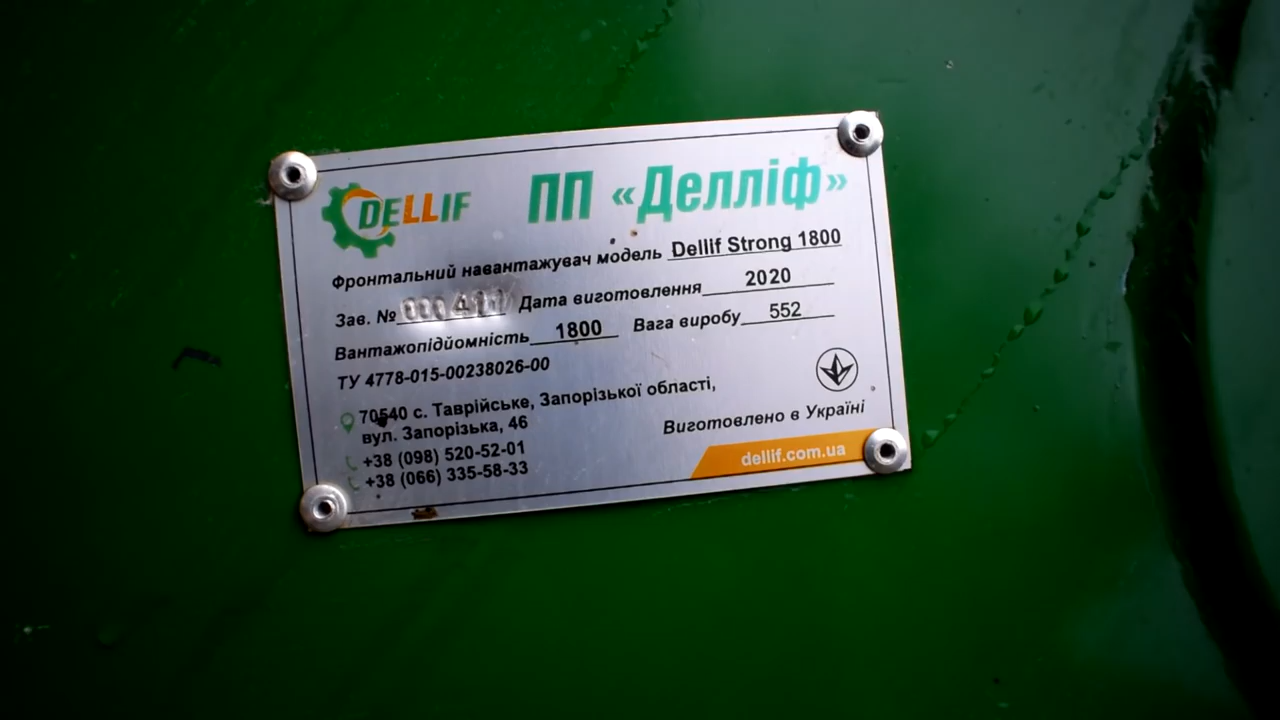 DELLIF
ПП «Делліф»
Фронтальний навантажувач модель Dellif Strong 1800
Зав. № Дата виготовлення 2020
Вантажопідйомність 1800 Вага виробу 552
ТУ 4778-015-00238026-00
70540 с. Таврійське, Запорізької області,
вул. Запорізька, 46
+38 (098) 520-52-01
+38 (066) 335-58-33
Виготовлено в Україні
dellif.com.ua